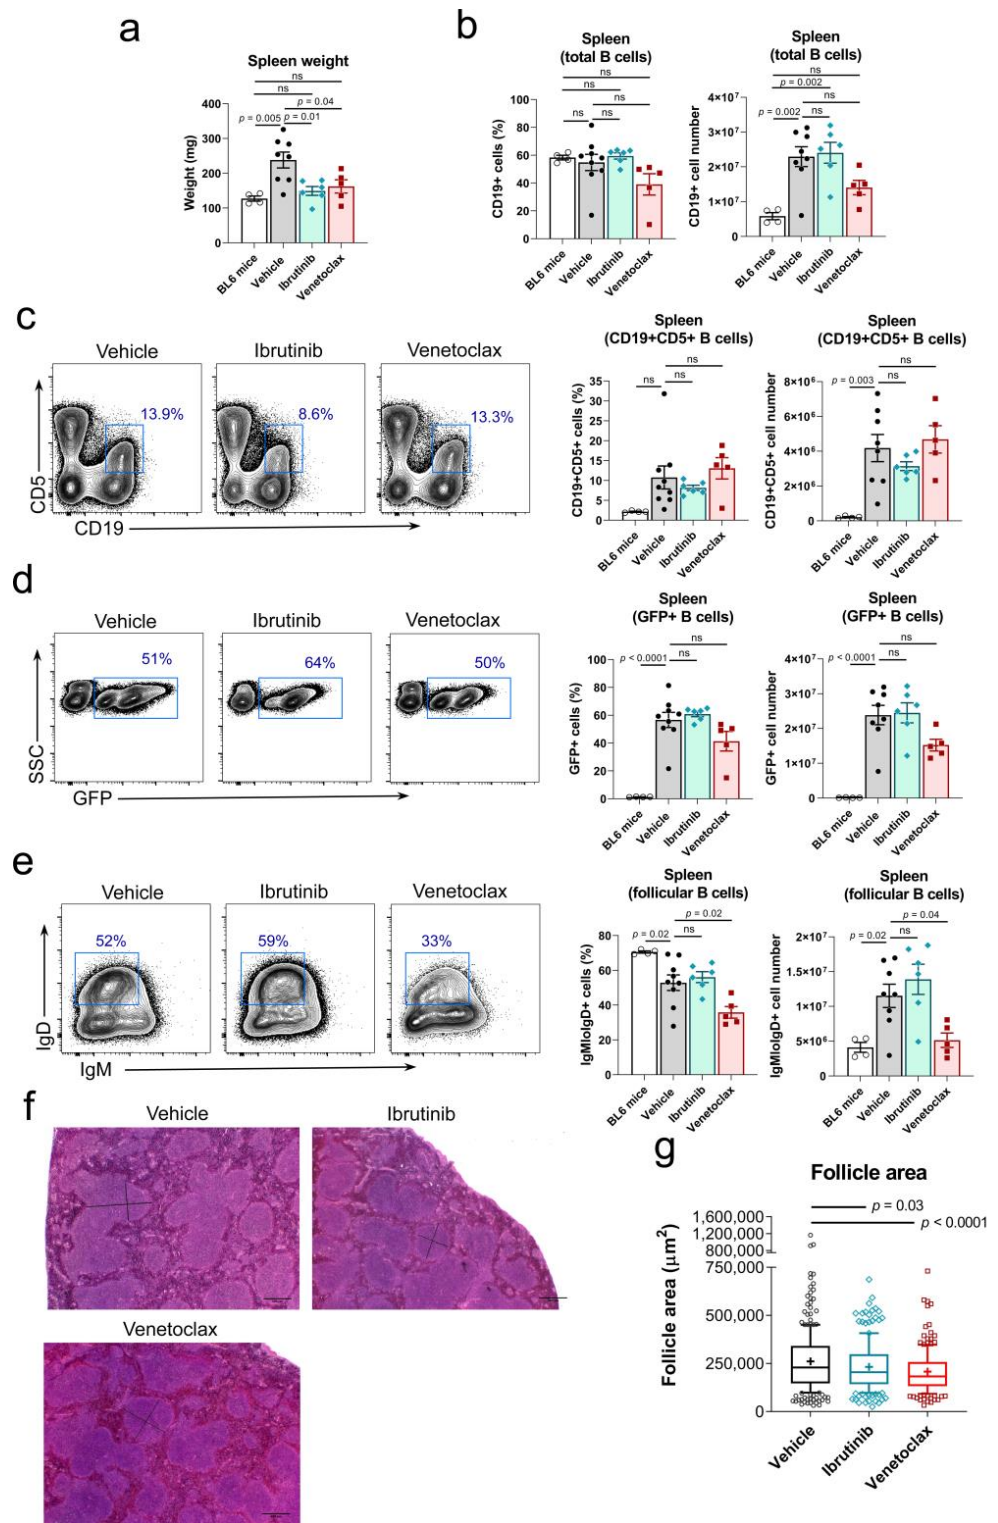 a
Spleen weight
ns
ns
p = 0.04
p = 0.005
p = 0.01
400
300
200
100
0
Weight (mg)
BL6 mice
Vehicle
Ibrutinib
Venetoclax
b
Spleen
(total B cells)
ns
ns
ns
ns
ns
100
80
60
40
20
0
CD19+ cells (%)
BL6 mice
Vehicle
Ibrutinib
Venetoclax
Spleen
(total B cells)
ns
p = 0.002
ns
p = 0.002
ns
4×10⁷
3×10⁷
2×10⁷
1×10⁷
0
CD19+ cell number
BL6 mice
Vehicle
Ibrutinib
Venetoclax
c
Vehicle
Ibrutinib
Venetoclax
13.9%
8.6%
13.3%
CD5
CD19
Spleen
(CD19+CD5+ B cells)
ns
ns
ns
35
30
25
20
15
10
5
0
CD19+CD5+ cells (%)
BL6 mice
Vehicle
Ibrutinib
Venetoclax
Spleen
(CD19+CD5+ B cells)
ns
p = 0.003
ns
8×10⁶
6×10⁶
4×10⁶
2×10⁶
0
CD19+CD5+ cell number
BL6 mice
Vehicle
Ibrutinib
Venetoclax
d
Vehicle
Ibrutinib
Venetoclax
51%
64%
50%
SSC
GFP
Spleen
(GFP+ B cells)
ns
p < 0.0001
ns
100
80
60
40
20
0
GFP+ cells (%)
BL6 mice
Vehicle
Ibrutinib
Venetoclax
Spleen
(GFP+ B cells)
ns
p < 0.0001
ns
4×10⁷
3×10⁷
2×10⁷
1×10⁷
0
GFP+ cell number
BL6 mice
Vehicle
Ibrutinib
Venetoclax
e
Vehicle
Ibrutinib
Venetoclax
52%
59%
33%
IgD
IgM
Spleen
(follicular B cells)
p = 0.02
p = 0.02
ns
80
60
40
20
0
IgMloIgD+ cells (%)
BL6 mice
Vehicle
Ibrutinib
Venetoclax
Spleen
(follicular B cells)
p = 0.04
p = 0.02
ns
2×10⁷
1.5×10⁷
1×10⁷
5×10⁶
0
IgMloIgD+ cell number
BL6 mice
Vehicle
Ibrutinib
Venetoclax
f
Vehicle
Ibrutinib
Venetoclax
g
Follicle area
p = 0.03
p < 0.0001
1,600,000
1,200,000
800,000
750,000
500,000
250,000
0
Follicle area (μm²)
Vehicle
Ibrutinib
Venetoclax